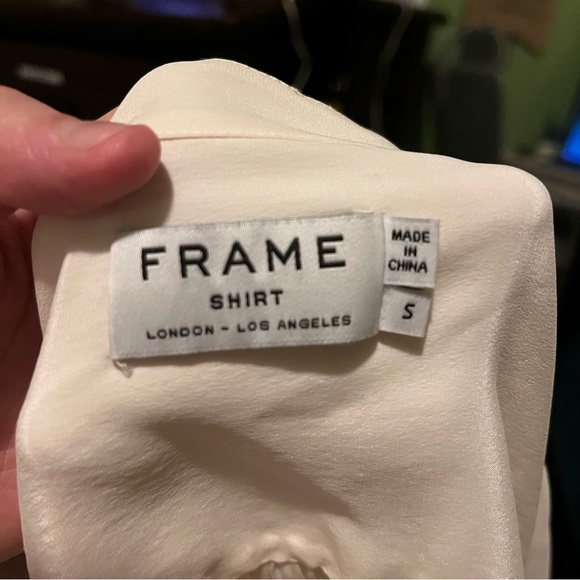 FRAME
SHIRT
LONDON - LOS ANGELES
MADE
IN
CHINA
S